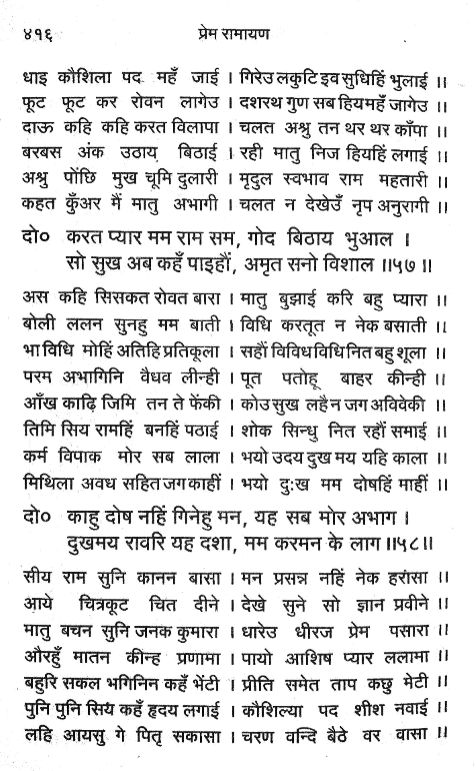 ४१६ प्रेम रामायण
धाइ कौशिला पद महँ जाई । गिरेउ लकुटि इव सुधिहिं भुलाई ।।
फूट फूट कर रोवन लागेउ । दशरथ गुण सब हियमहँ जागेउ ।।
दाऊ कहि कहि करत विलापा । चलत अश्रु तन थर थर काँपा ।।
बरबस अंक उठाय बिठाई । रही मातु निज हियहिं लगाई ।।
अश्रु पोंछि मुख चूमि दुलारी । मृदुल स्वभाव राम महतारी ।।
कहत कुँअर मैं मातु अभागी । चलत न देखेउँ नृप अनुरागी ।।
दो० करत प्यार मम राम सम, गोद बिठाय भुआल ।
सो सुख अब कहँ पाइहौं, अमृत सनो विशाल ।।५७।।
अस कहि सिसकत रोवत बारा । मातु बुझाई करि बहु प्यारा ।।
बोली ललन सुनहु मम बाती । विधि करतूत न नेक बसाती ।।
भा विधि मोहिं अतिहि प्रतिकूला । सहौं विविध विधि नित बहु शूला ।।
परम अभागिनि वैधव लीन्ही । पूत पतोहू बाहर कीन्ही ।।
आँख काढ़ि जिमि तन ते फेंकी । कोउ सुख लहै न जग अविवेकी ।।
तिमि सिय रामहिं बनहिं पठाई । शोक सिन्धु नित रहौं समाई ।।
कर्म विपाक मोर सब लाला । भयो उदय दुख मय यहि काला ।।
मिथिला अवध सहित जग काहीं । भयो दुःख मम दोषहिं माहीं ।।
दो० काहु दोष नहिं गिनेहु मन, यह सब मोर अभाग ।
दुखमय रावरि यह दशा, मम करमन के लाग ।।५८।।
सीय राम सुनि कानन बासा । मन प्रसन्न नहिं नेक हरासा ।।
आये चित्रकूट चित दीने । देखे सुने सो ज्ञान प्रवीने ।।
मातु बचन सुनि जनक कुमारा । धारेउ धीरज प्रेम पसारा ।।
औरहुँ मातन कीन्ह प्रणामा । पायो आशिष प्यार ललामा ।।
बहुरि सकल भगिनिन कहँ भेंटी । प्रीति समेत ताप कछु मेटी ।।
पुनि पुनि सिय कहँ हृदय लगाई । कौशिल्या पद शीश नवाई ।।
लहि आयसु गे पितृ सकासा । चरण वन्दि बैठे वर वासा ।।